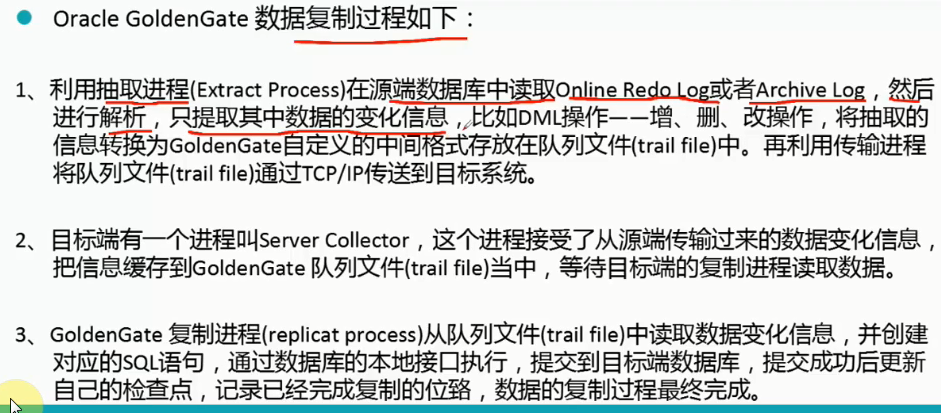 Oracle GoldenGate 数据复制过程如下：
1、利用抽取进程(Extract Process)在源端数据库中读取Online Redo Log或者Archive Log，然后
进行解析，只提取其中数据的变化信息，比如DML操作——增、删、改操作，将抽取的
信息转换为GoldenGate自定义的中间格式存放在队列文件(trail file)中。再利用传输进程
将队列文件(trail file)通过TCP/IP传送到目标系统。
2、目标端有一个进程叫Server Collector，这个进程接受了从源端传输过来的数据变化信息，
把信息缓存到GoldenGate 队列文件(trail file)当中，等待目标端的复制进程读取数据。
3、GoldenGate 复制进程(replicat process)从队列文件(trail file)中读取数据变化信息，并创建
对应的SQL语句，通过数据库的本地接口执行，提交到目标端数据库，提交成功后更新
自己的检查点，记录已经完成复制的位臵，数据的复制过程最终完成。